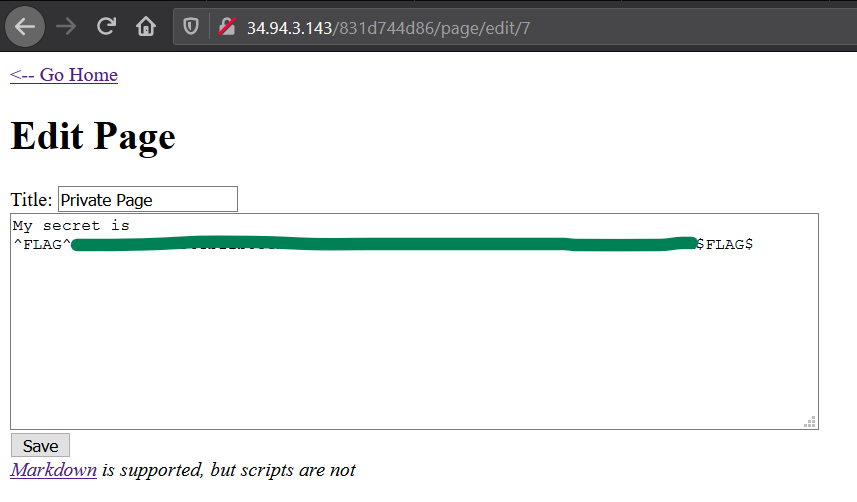 34.94.3.143/831d744d86/page/edit/7
<-- Go Home
Edit Page
Title: Private Page
My secret is
^FLAG^ $FLAG$
Save
Markdown is supported, but scripts are not